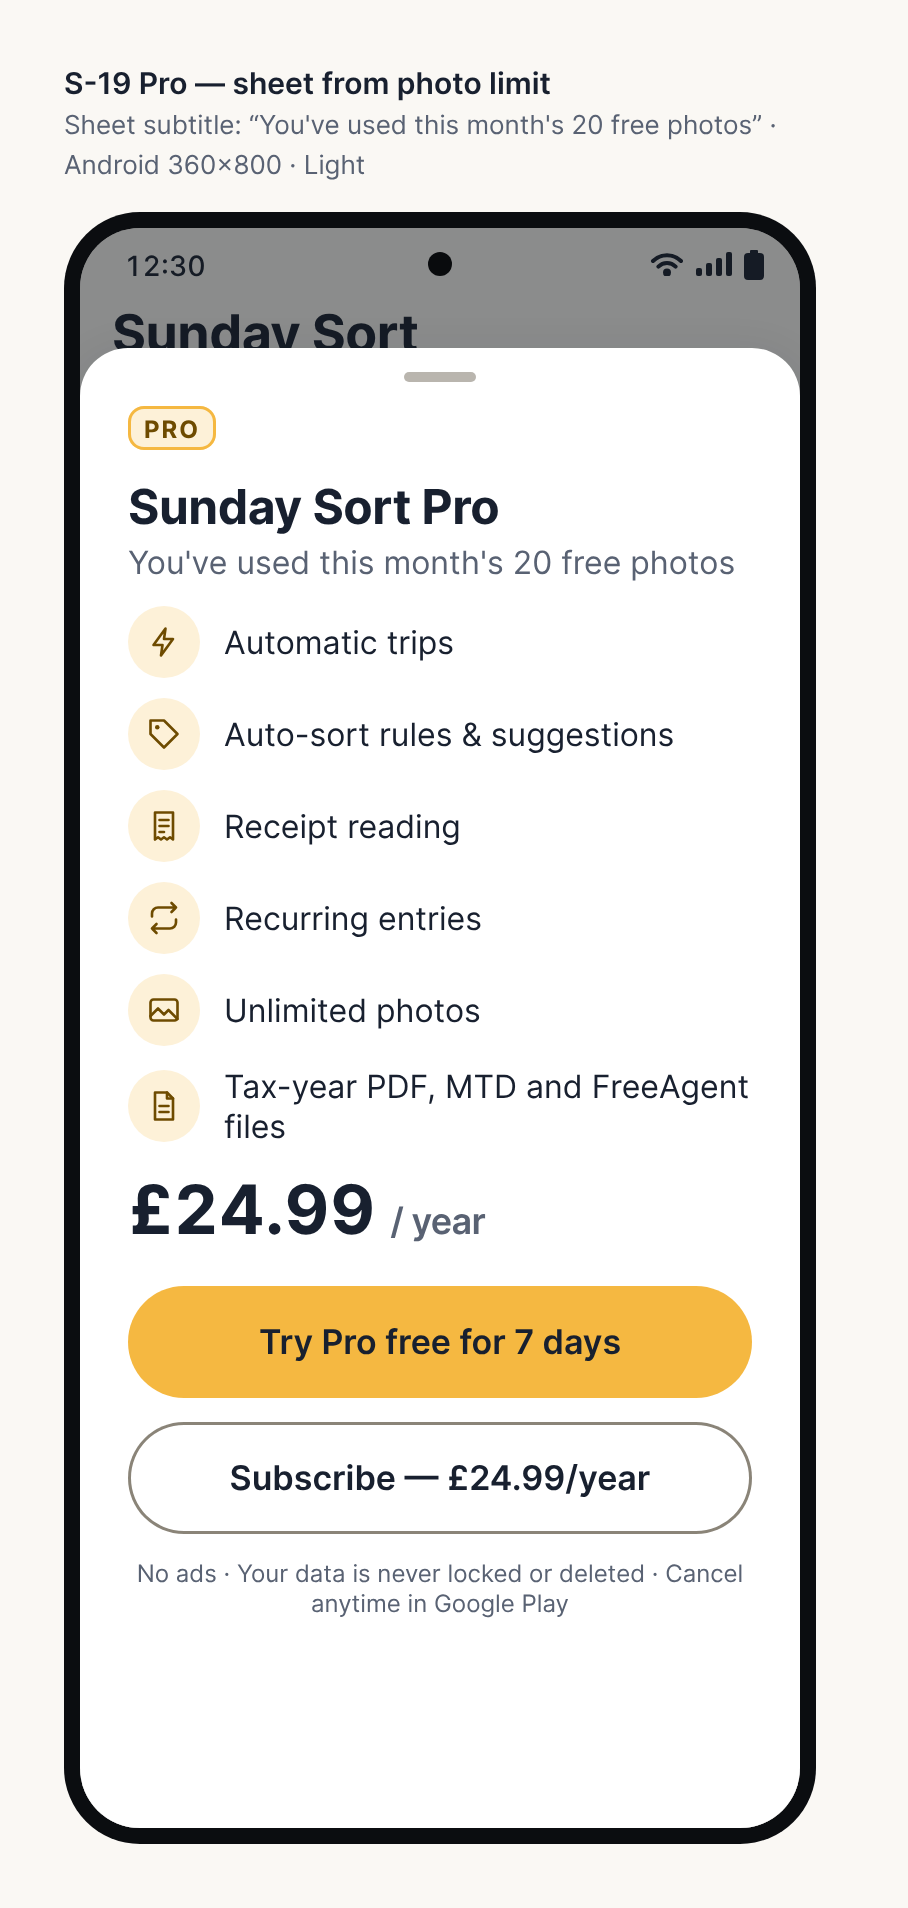 S-19 Pro — sheet from photo limit
Sheet subtitle: “You've used this month's 20 free photos” ·
Android 360×800 · Light
12:30
Sunday Sort
PRO
Sunday Sort Pro
You've used this month's 20 free photos
Automatic trips
Auto-sort rules & suggestions
Receipt reading
Recurring entries
Unlimited photos
Tax-year PDF, MTD and FreeAgent
files
£24.99 / year
Try Pro free for 7 days
Subscribe — £24.99/year
No ads · Your data is never locked or deleted · Cancel
anytime in Google Play